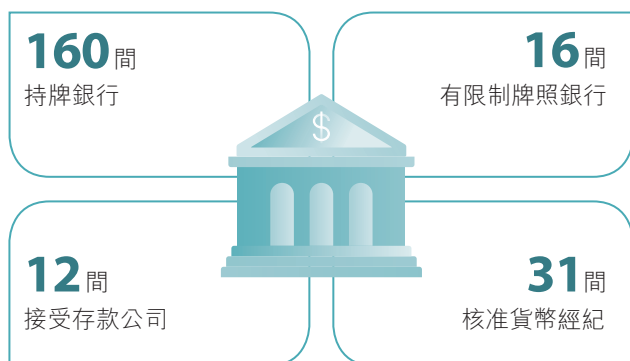 160間
持牌銀行
16間
有限制牌照銀行
$
12間
接受存款公司
31間
核准貨幣經紀